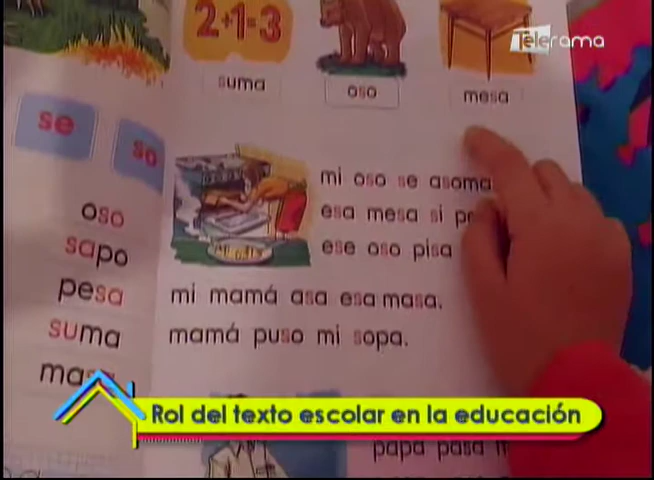 2+1=3
Telerama
suma
oso
mesa
se
so
oso
sapo
pesa
suma
mi oso se asoma
esa mesa si
ese oso pisa
mi mamá asa esa masa.
mamá puso mi sopa.
Rol del texto escolar en la educación
papá pasa